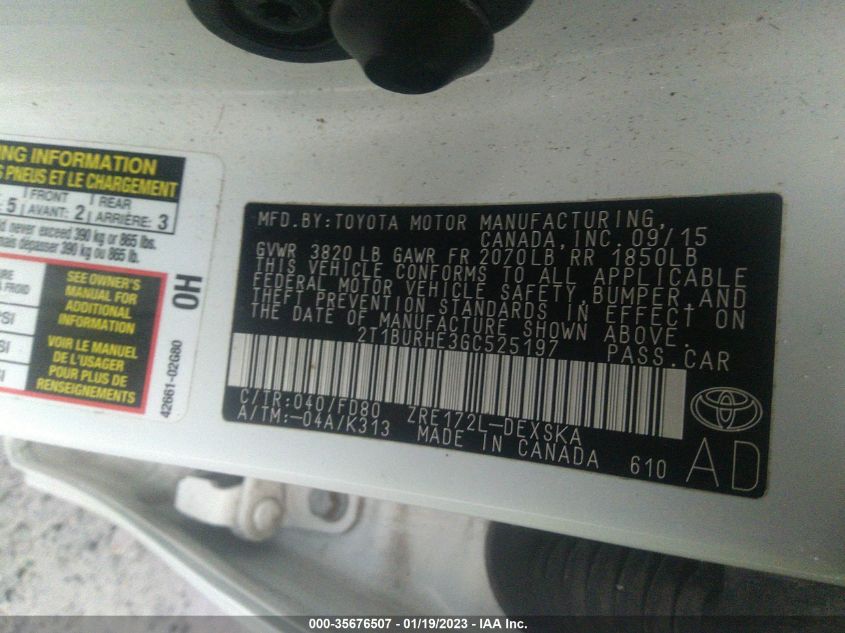 NG INFORMATION
S PNEUS ET LE CHARGEMENT
FRONT REAR
5 AVANT: 2 ARRIÈRE: 3
never exceed 390 kg or 865 lbs.
mais dépasser 390 kg ou 865 lb.
SEE OWNER'S
MANUAL FOR
ADDITIONAL
INFORMATION
VOIR LE MANUEL
DE L'USAGER
POUR PLUS DE
RENSEIGNEMENTS
0H
42661-02G80
MFD.BY:TOYOTA MOTOR MANUFACTURING,
CANADA,INC. 09/15
GVWR 3820 LB GAWR FR 2070LB RR 1850LB
THIS VEHICLE CONFORMS TO ALL APPLICABLE
FEDERAL MOTOR VEHICLE SAFETY,BUMPER,AND
THEFT PREVENTION STANDARDS IN EFFECT ON
THE DATE OF MANUFACTURE SHOWN ABOVE.
2T1BURHE3GC525197 PASS.CAR
C/TR:040/FD80 ZRE172L-DEXSKA
A/TM:-04A/K313 MADE IN CANADA 610
AD
000-35676507 - 01/19/2023 - IAA Inc.